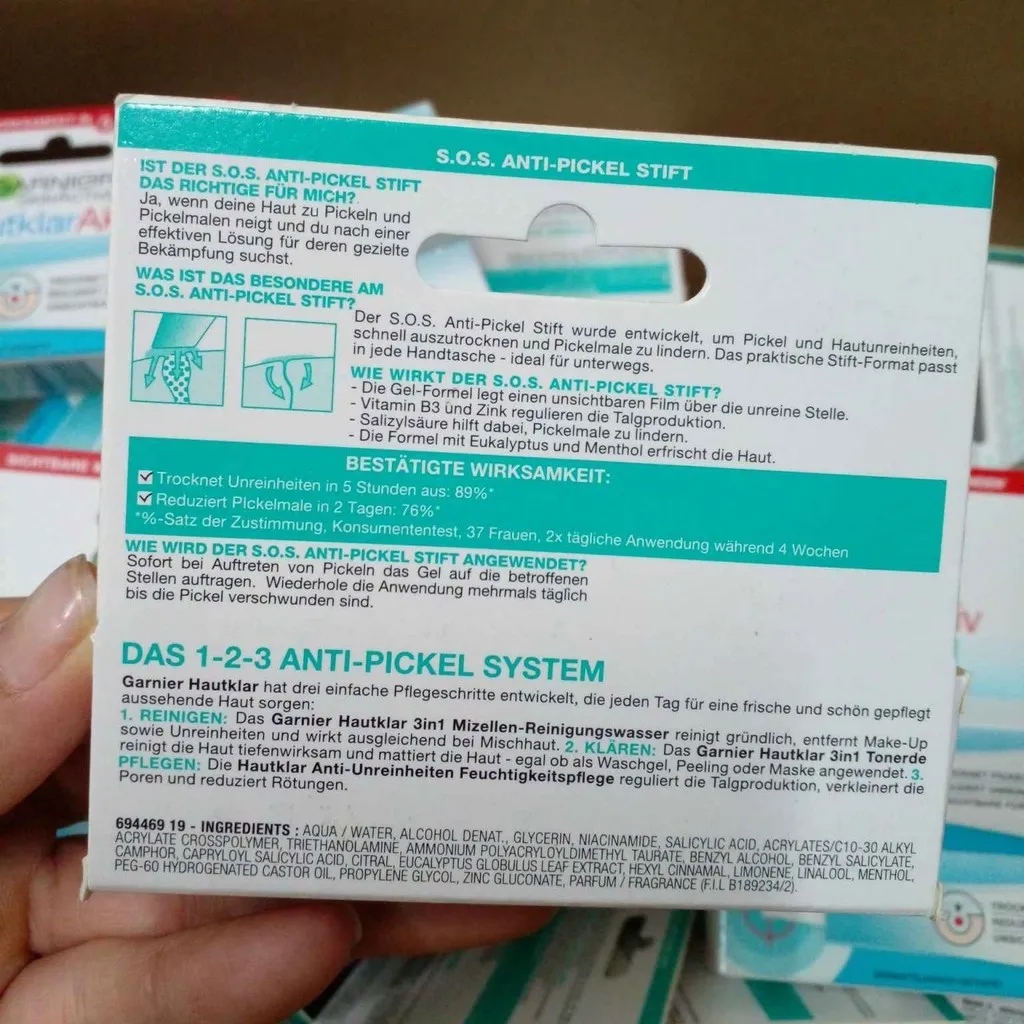 S.O.S. ANTI-PICKEL STIFT
IST DER S.O.S. ANTI-PICKEL STIFT
DAS RICHTIGE FÜR MICH?
Ja, wenn deine Haut zu Pickeln und
Pickelmalen neigt und du nach einer
effektiven Lösung für deren gezielte
Bekämpfung suchst.
WAS IST DAS BESONDERE AM
S.O.S. ANTI-PICKEL STIFT?
Der S.O.S. Anti-Pickel Stift wurde entwickelt, um Pickel und Hautunreinheiten,
schnell auszutrocknen und Pickelmale zu lindern. Das praktische Stift-Format passt
in jede Handtasche - ideal für unterwegs.
WIE WIRKT DER S.O.S. ANTI-PICKEL STIFT?
- Die Gel-Formel legt einen unsichtbaren Film über die unreine Stelle.
- Vitamin B3 und Zink regulieren die Talgproduktion.
- Salizylsäure hilft dabei, Pickelmale zu lindern.
- Die Formel mit Eukalyptus und Menthol erfrischt die Haut.
BESTÄTIGTE WIRKSAMKEIT:
Trocknet Unreinheiten in 5 Stunden aus: 89%*
Reduziert PIckelmale in 2 Tagen: 76%*
*%-Satz der Zustimmung, Konsumententest, 37 Frauen, 2x tägliche Anwendung während 4 Wochen
WIE WIRD DER S.O.S. ANTI-PICKEL STIFT ANGEWENDET?
Sofort bei Auftreten von Pickeln das Gel auf die betroffenen
Stellen auftragen. Wiederhole die Anwendung mehrmals täglich
bis die Pickel verschwunden sind.
DAS 1-2-3 ANTI-PICKEL SYSTEM
Garnier Hautklar hat drei einfache Pflegeschritte entwickelt, die jeden Tag für eine frische und schön gepflegt
aussehende Haut sorgen:
1. REINIGEN: Das Garnier Hautklar 3in1 Mizellen-Reinigungswasser reinigt gründlich, entfernt Make-Up
sowie Unreinheiten und wirkt ausgleichend bei Mischhaut. 2. KLÄREN: Das Garnier Hautklar 3in1 Tonerde
reinigt die Haut tiefenwirksam und mattiert die Haut - egal ob als Waschgel, Peeling oder Maske angewendet. 3.
PFLEGEN: Die Hautklar Anti-Unreinheiten Feuchtigkeitspflege reguliert die Talgproduktion, verkleinert die
Poren und reduziert Rötungen.
694469 19 - INGREDIENTS : AQUA / WATER, ALCOHOL DENAT., GLYCERIN, NIACINAMIDE, SALICYLIC ACID, ACRYLATES/C10-30 ALKYL
ACRYLATE CROSSPOLYMER, TRIETHANOLAMINE, AMMONIUM POLYACRYLOYLDIMETHYL TAURATE, BENZYL ALCOHOL, BENZYL SALICYLATE,
CAMPHOR, CAPRYLOYL SALICYLIC ACID, CITRAL, EUCALYPTUS GLOBULUS LEAF EXTRACT, HEXYL CINNAMAL, LIMONENE, LINALOOL, MENTHOL,
PEG-60 HYDROGENATED CASTOR OIL, PROPYLENE GLYCOL, ZINC GLUCONATE, PARFUM / FRAGRANCE (F.I.L B189234/2).